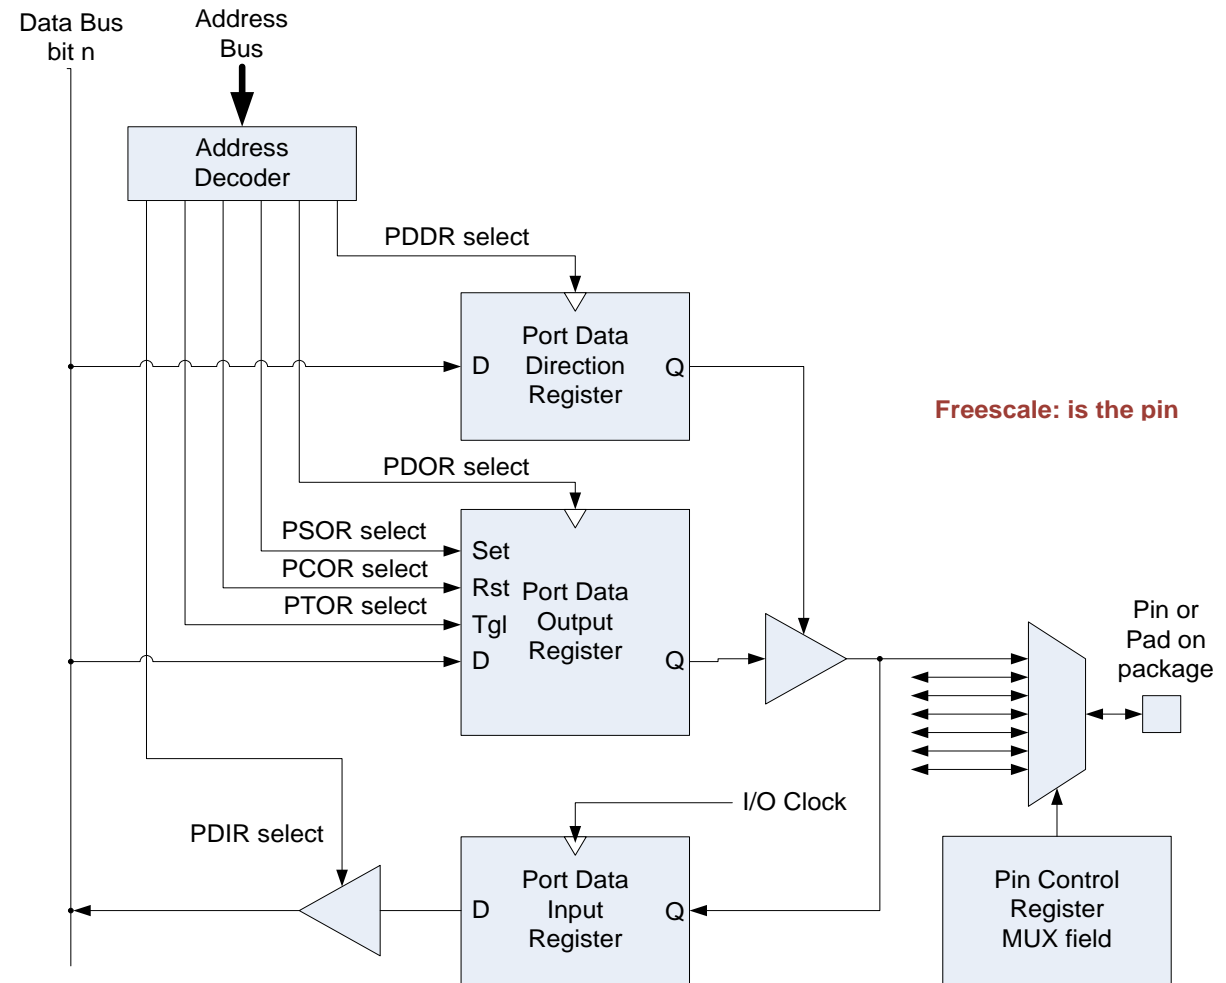 Data Bus
bit n
Address
Bus
Address
Decoder
PDDR select
Port Data
Direction
Register
D
Q
Freescale: is the pin
PDOR select
PSOR select
PCOR select
PTOR select
Set
Rst
Tgl
D
Port Data
Output
Register
Q
Pin or
Pad on
package
I/O Clock
PDIR select
Port Data
Input
Register
D
Q
Pin Control
Register
MUX field